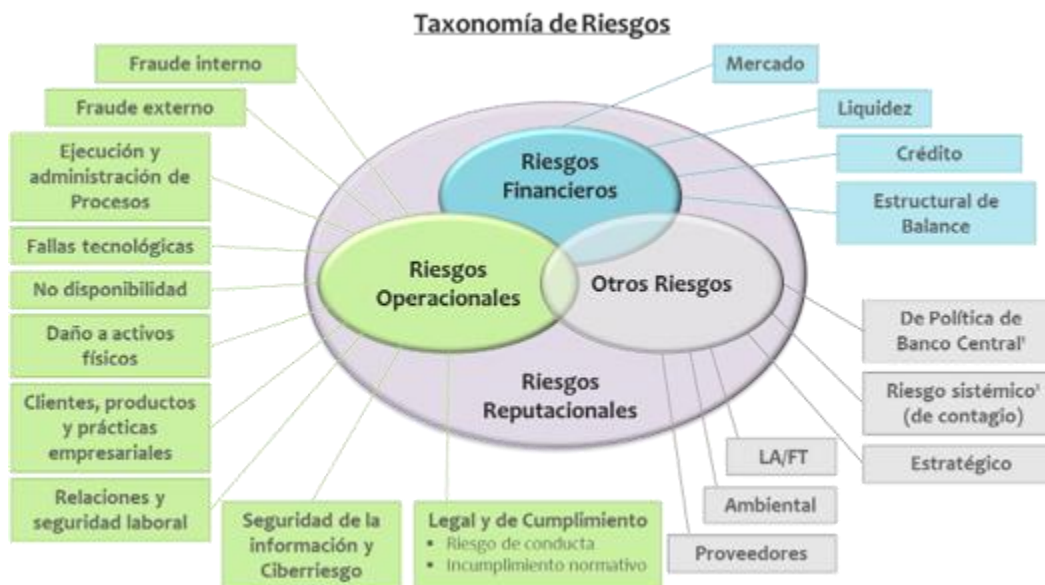 Taxonomía de Riesgos
Fraude interno
Fraude externo
Ejecución y
administración de
Procesos
Fallas tecnológicas
No disponibilidad
Daño a activos
físicos
Clientes, productos
y prácticas
empresariales
Relaciones y
seguridad laboral
Seguridad de la
información y
Ciberriesgo
Legal y de Cumplimiento
• Riesgo de conducta
• Incumplimiento normativo
Riesgos
Financieros
Riesgos
Operacionales
Otros Riesgos
Riesgos
Reputacionales
Mercado
Liquidez
Crédito
Estructural de
Balance
De Política de
Banco Central¹
Riesgo sistémico¹
(de contagio)
Estratégico
LA/FT
Ambiental
Proveedores